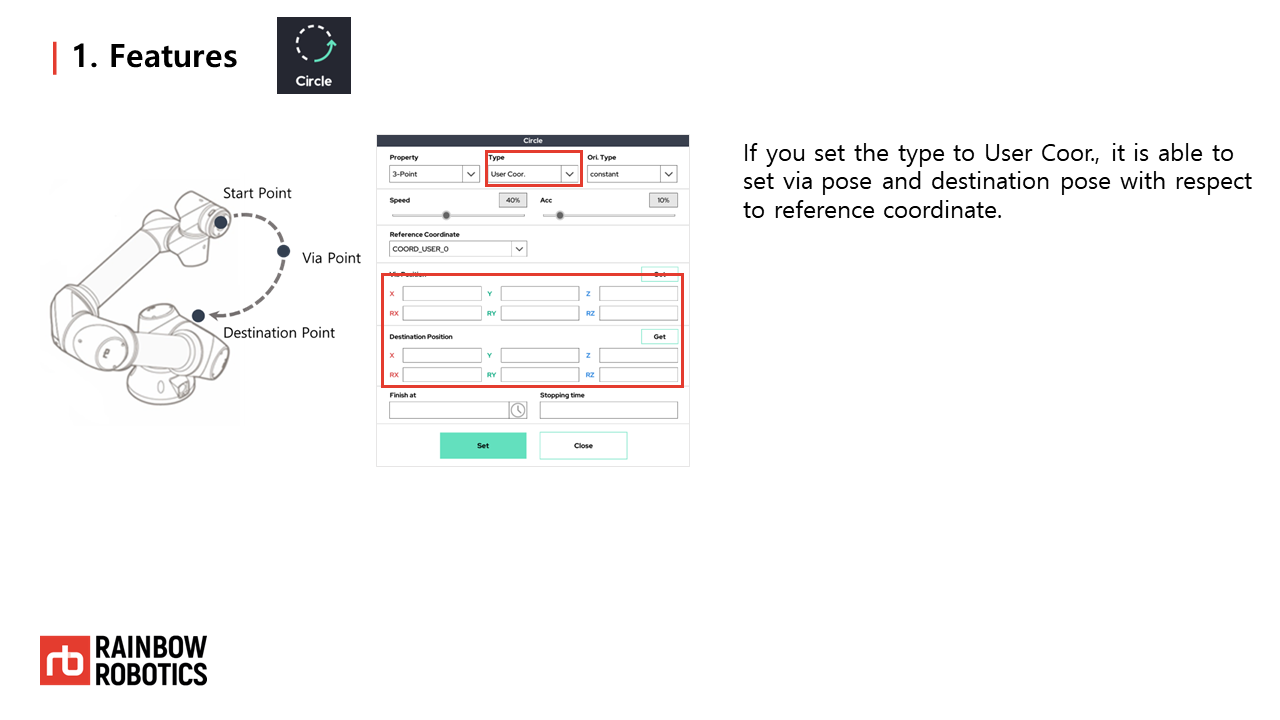 1. Features
Circle
Start Point
Via Point
Destination Point
Circle
Property
Type
Ori. Type
3-Point
User Coor.
constant
Speed
40%
Acc
10%
Reference Coordinate
COORD_USER_0
Via Position
Get
X
Y
Z
RX
RY
RZ
Destination Position
Get
X
Y
Z
RX
RY
RZ
Finish at
Stopping time
Set
Close
If you set the type to User Coor., it is able to
set via pose and destination pose with respect
to reference coordinate.
rb
RAINBOW
ROBOTICS